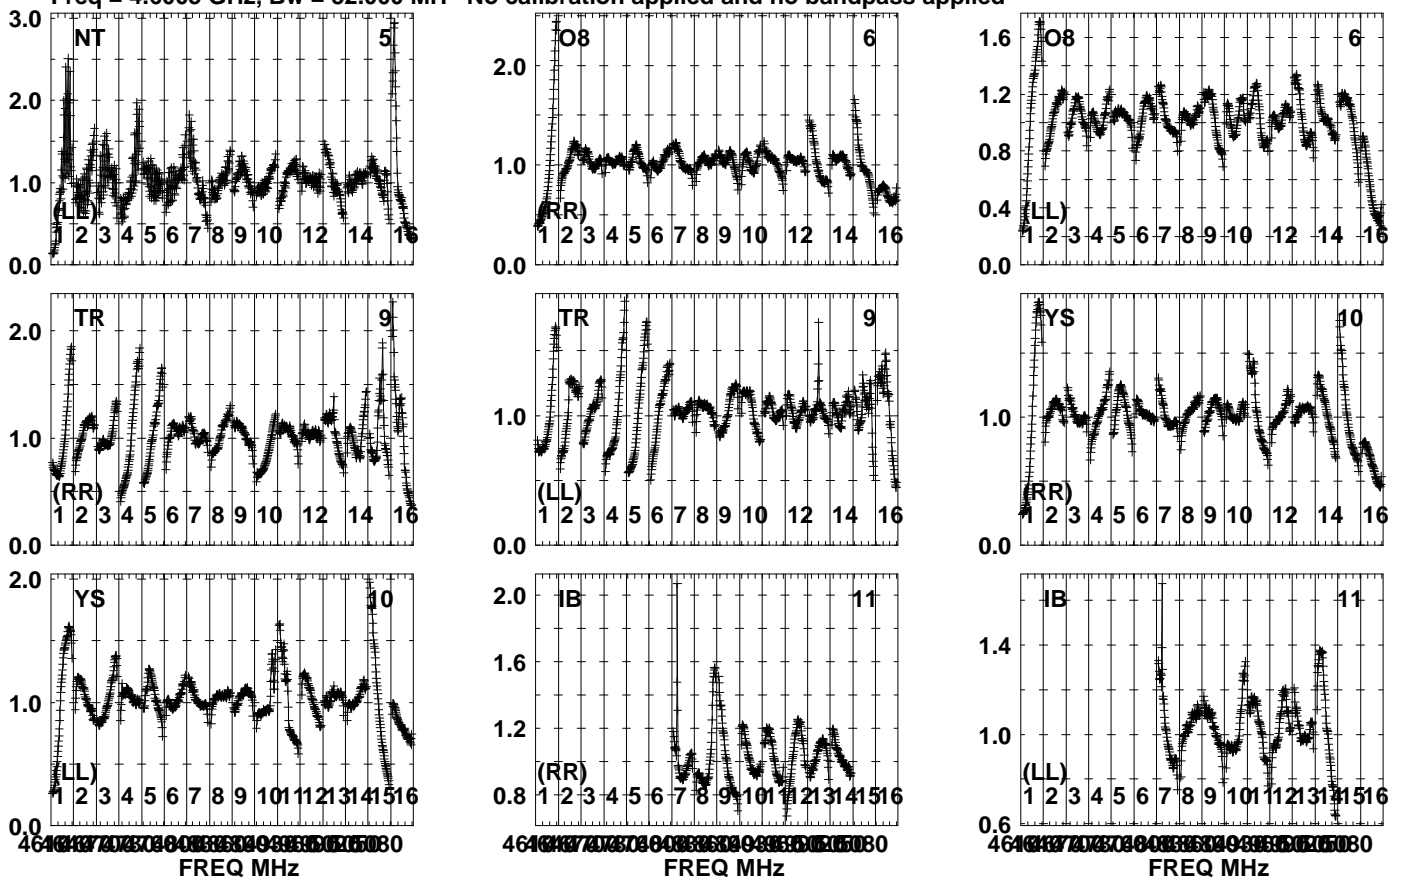 No calibration applied and no bandpass applied
3.0 NT 5
2.0
1.0
(LL)
1 2 3 4 5 6 7 8 9 10 12 14 16
0.0
O8 6
2.0
1.0
(RR)
1 2 3 4 5 6 7 8 9 10 12 14 16
0.0
1.6 O8 6
1.2
0.8
0.4 (LL)
1 2 3 4 5 6 7 8 9 10 12 14 16
0.0
TR 9
2.0
1.0
(RR)
1 2 3 4 5 6 7 8 9 10 12 14 16
0.0
TR 9
1.0
(LL)
1 2 3 4 5 6 7 8 9 10 12 14 16
0.0
YS 10
1.0
(RR)
1 2 3 4 5 6 7 8 9 10 12 14 16
0.0
2.0 YS 10
1.0
(LL)
1 2 3 4 5 6 7 8 9 10 11 12 13 15 16
0.0
FREQ MHz
IB 11
2.0
1.6
1.2
(RR)
0.8 1 2 3 4 5 6 7 8 9 10 11 12 13 14 15 16
FREQ MHz
IB 11
1.4
1.0
(LL)
1 2 3 4 5 6 7 8 9 10 11 12 13 14 15 16
0.6
FREQ MHz